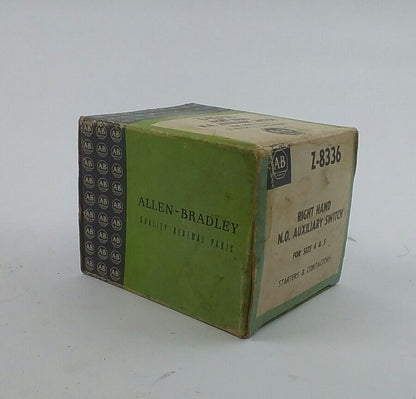 ALLEN-BRADLEY
QUALITY RENEWAL PARTS
AB
Z-8336
RIGHT HAND
N.O. AUXILIARY SWITCH
FOR SIZE 4 & 5
STARTERS & CONTACTORS